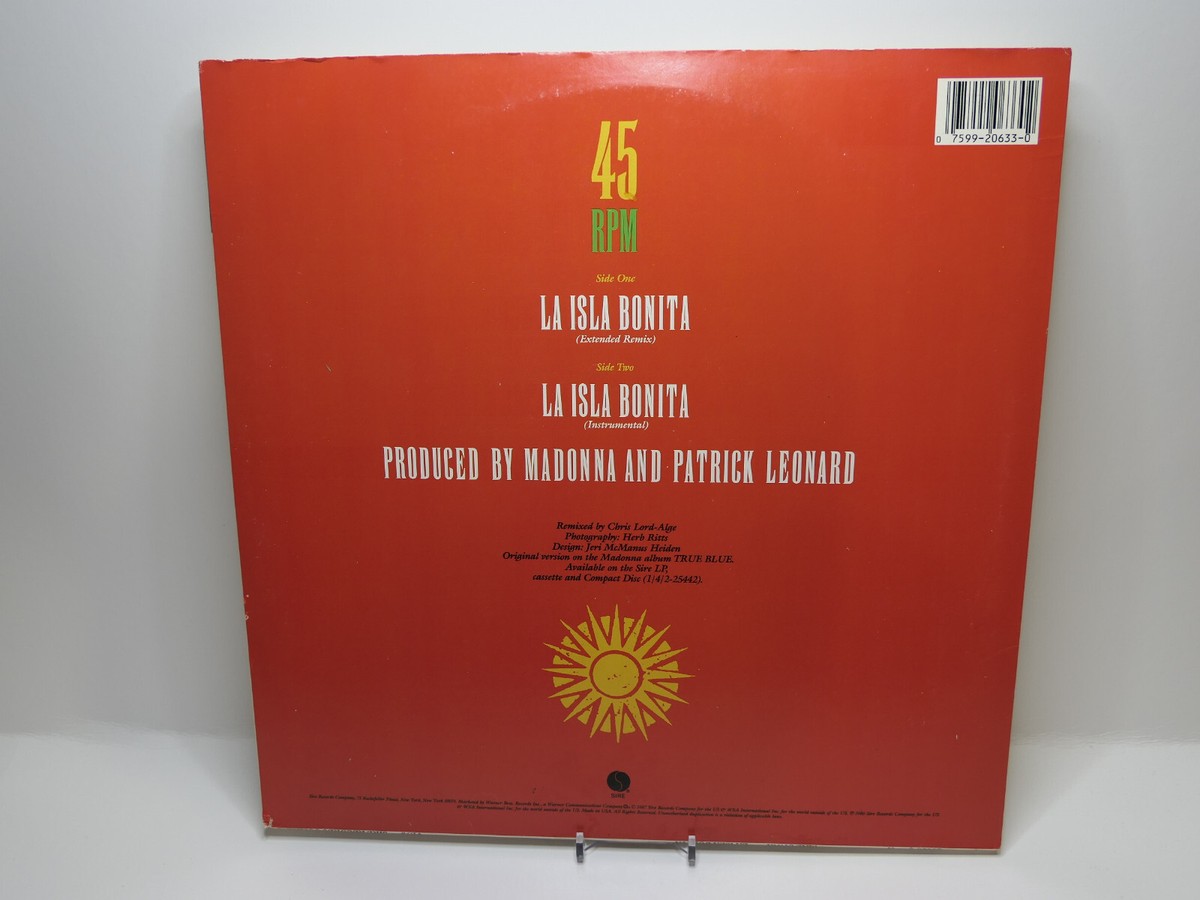 0 7599-20633-0
45
RPM
Side One
LA ISLA BONITA
(Extended Remix)
Side Two
LA ISLA BONITA
(Instrumental)
PRODUCED BY MADONNA AND PATRICK LEONARD
Remixed by Chris Lord-Alge
Photography: Herb Ritts
Design: Jeri McManus Heiden
Original version on the Madonna album TRUE BLUE.
Available on the Sire LP,
cassette and Compact Disc (1/4/2-25442).
SIRE